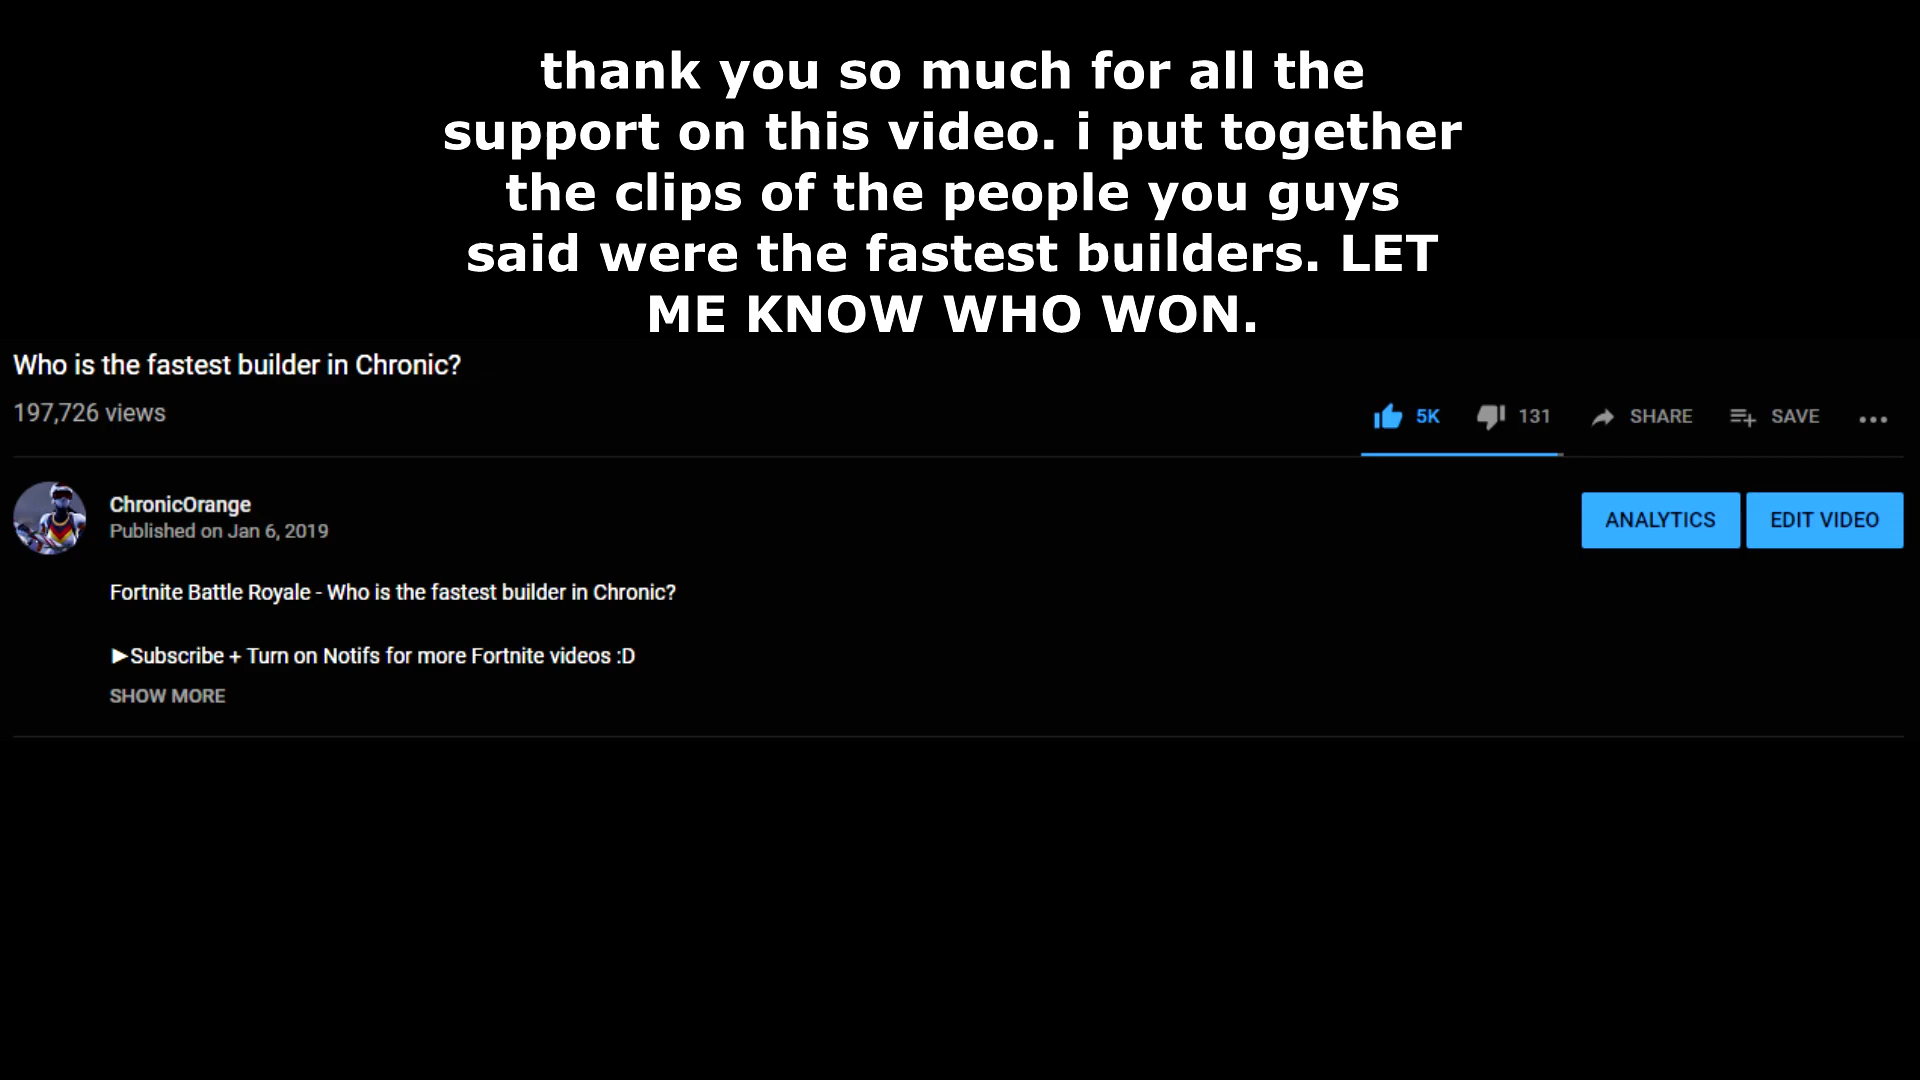 thank you so much for all the
support on this video. i put together
the clips of the people you guys
said were the fastest builders. LET
ME KNOW WHO WON.
Who is the fastest builder in Chronic?
197,726 views
5K 131 SHARE SAVE
ChronicOrange
Published on Jan 6, 2019
ANALYTICS EDIT VIDEO
Fortnite Battle Royale - Who is the fastest builder in Chronic?
►Subscribe + Turn on Notifs for more Fortnite videos :D
SHOW MORE